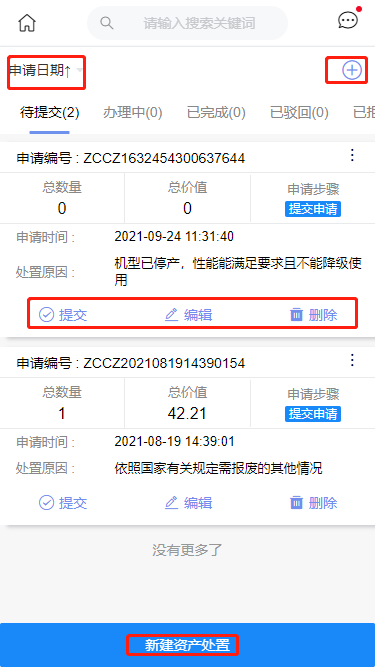 请输入搜索关键词
申请日期↑
待提交(2) 办理中(0) 已完成(0) 已驳回(0) 已
申请编号 : ZCCZ1632454300637644
总数量 总价值 申请步骤
0 0 提交申请
申请时间 : 2021-09-24 11:31:40
处置原因 : 机型已停产，性能能满足要求且不能降级使
用
提交 编辑 删除
申请编号 : ZCCZ2021081914390154
总数量 总价值 申请步骤
1 42.21 提交申请
申请时间 : 2021-08-19 14:39:01
处置原因 : 依照国家有关规定需报废的其他情况
提交 编辑 删除
没有更多了
新建资产处置